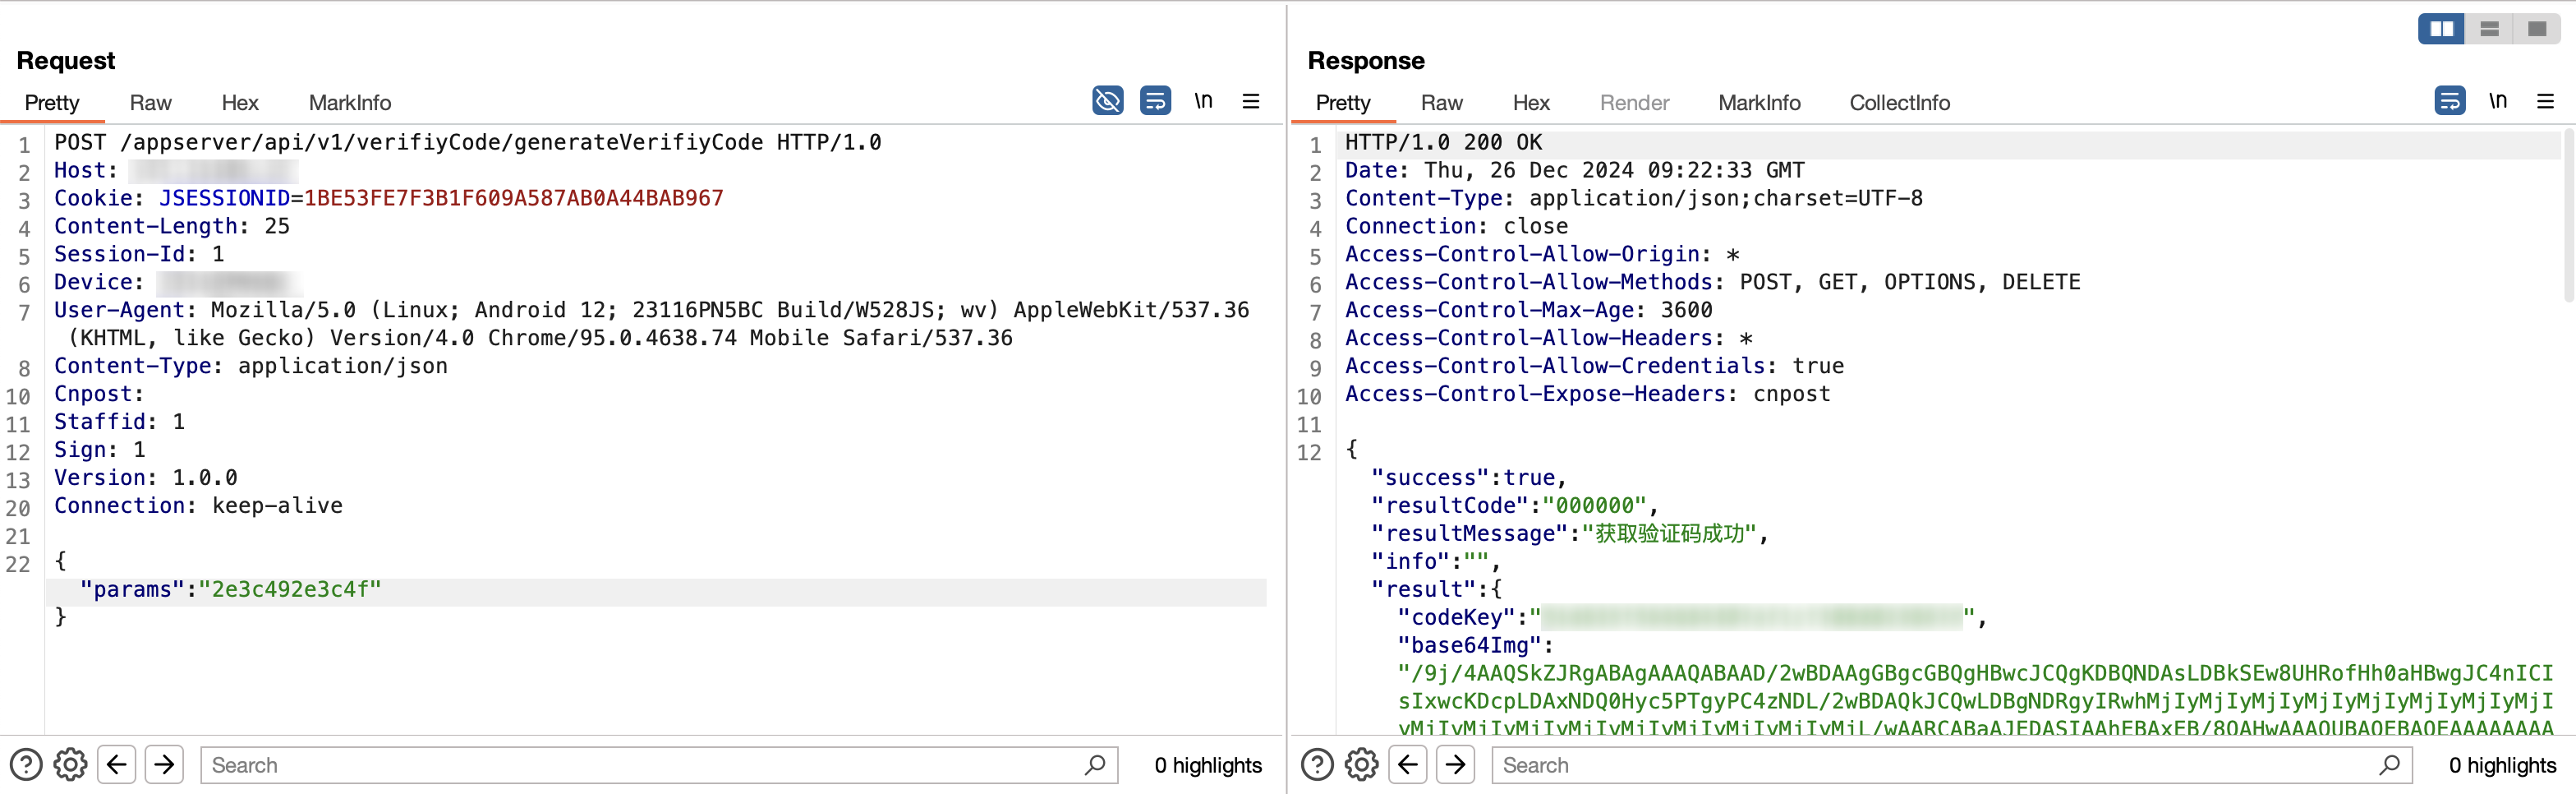 Request
Pretty Raw Hex MarkInfo \n
1 POST /appserver/api/v1/verifiyCode/generateVerifiyCode HTTP/1.0
2 Host:
3 Cookie: JSESSIONID=1BE53FE7F3B1F609A587AB0A44BAB967
4 Content-Length: 25
5 Session-Id: 1
6 Device:
7 User-Agent: Mozilla/5.0 (Linux; Android 12; 23116PN5BC Build/W528JS; wv) AppleWebKit/537.36
(KHTML, like Gecko) Version/4.0 Chrome/95.0.4638.74 Mobile Safari/537.36
8 Content-Type: application/json
10 Cnpost:
11 Staffid: 1
12 Sign: 1
13 Version: 1.0.0
20 Connection: keep-alive
21
22 {
"params":"2e3c492e3c4f"
}
Search
0 highlights
Response
Pretty Raw Hex Render MarkInfo CollectInfo \n
1 HTTP/1.0 200 OK
2 Date: Thu, 26 Dec 2024 09:22:33 GMT
3 Content-Type: application/json;charset=UTF-8
4 Connection: close
5 Access-Control-Allow-Origin: *
6 Access-Control-Allow-Methods: POST, GET, OPTIONS, DELETE
7 Access-Control-Max-Age: 3600
8 Access-Control-Allow-Headers: *
9 Access-Control-Allow-Credentials: true
10 Access-Control-Expose-Headers: cnpost
11
12 {
"success":true,
"resultCode":"000000",
"resultMessage":"获取验证码成功",
"info":"",
"result":{
"codeKey":"",
"base64Img":
"/9j/4AAQSkZJRgABAgAAAQABAAD/2wBDAAgGBgcGBQgHBwcJCQgKDBQNDAsLDBkSEw8UHRofHh0aHBwgJC4nICI
sIxwcKDcpLDAxNDQ0Hyc5PTgyPC4zNDL/2wBDAQkJCQwLDBgNDRgyIRwhMjIyMjIyMjIyMjIyMjIyMjIyMjIyMjI
yMjIyMjIyMjIyMjIyMjIyMjIyMjIyMjIyMjL/wAARCABaAJEDASIAAhEBAxEB/8QAHwAAAQUBAQEBAQEAAAAAAAA
Search
0 highlights